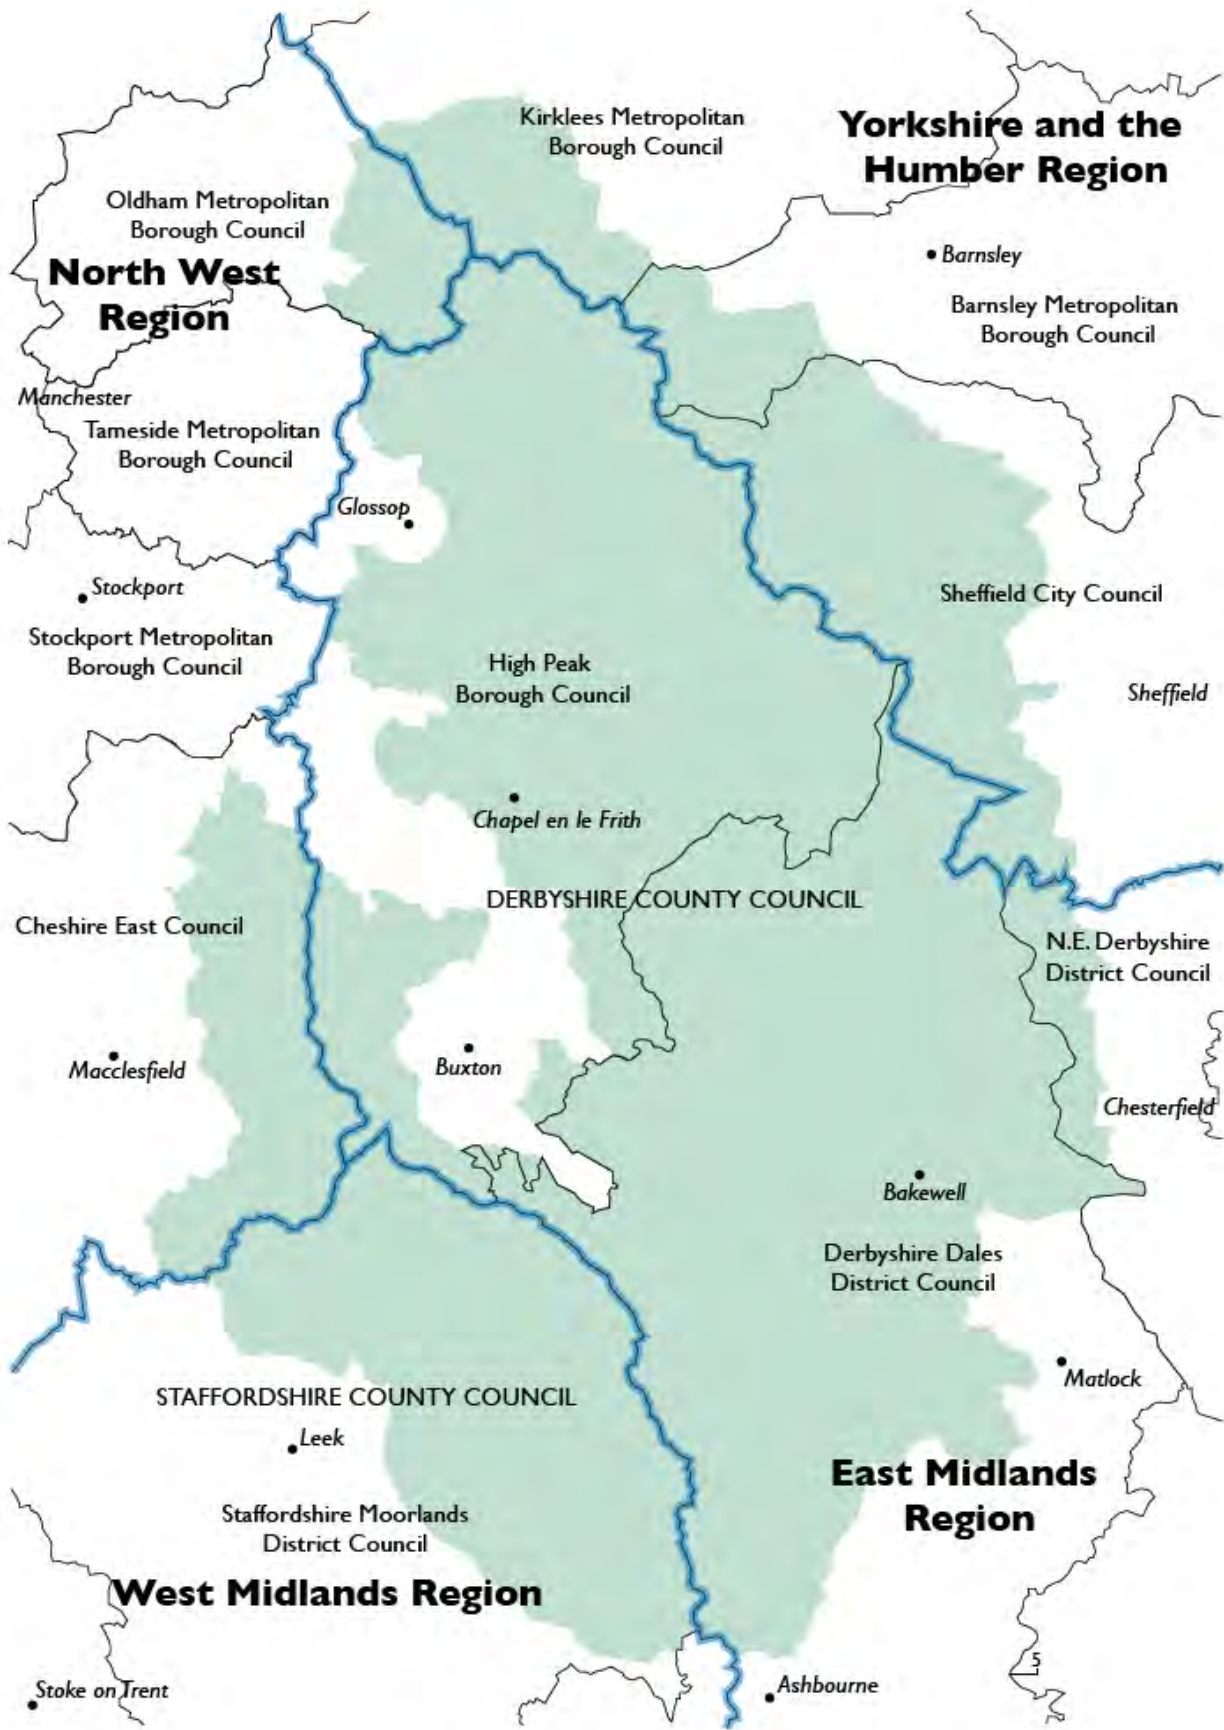 Kirklees Metropolitan
Borough Council
Yorkshire and the
Humber Region
Oldham Metropolitan
Borough Council
North West
Region
Barnsley
Barnsley Metropolitan
Borough Council
Manchester
Tameside Metropolitan
Borough Council
Glossop
Stockport
Stockport Metropolitan
Borough Council
Sheffield City Council
High Peak
Borough Council
Sheffield
Chapel en le Frith
DERBYSHIRE COUNTY COUNCIL
Cheshire East Council
N.E. Derbyshire
District Council
Macclesfield
Buxton
Chesterfield
Bakewell
Derbyshire Dales
District Council
Matlock
STAFFORDSHIRE COUNTY COUNCIL
Leek
East Midlands
Region
Staffordshire Moorlands
District Council
West Midlands Region
5
Stoke on Trent
Ashbourne